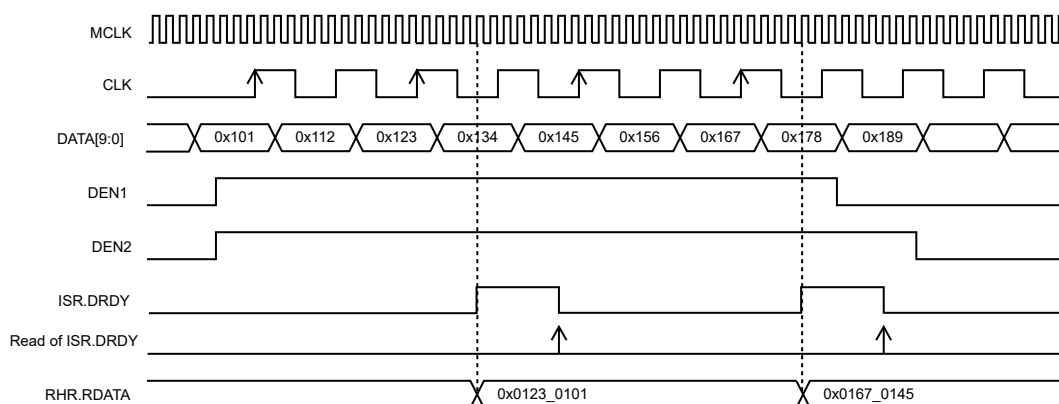 MCLK
CLK
DATA[9:0] 0x101 0x112 0x123 0x134 0x145 0x156 0x167 0x178 0x189
DEN1
DEN2
ISR.DRDY
Read of ISR.DRDY
RHR.RDATA 0x0123_0101 0x0167_0145